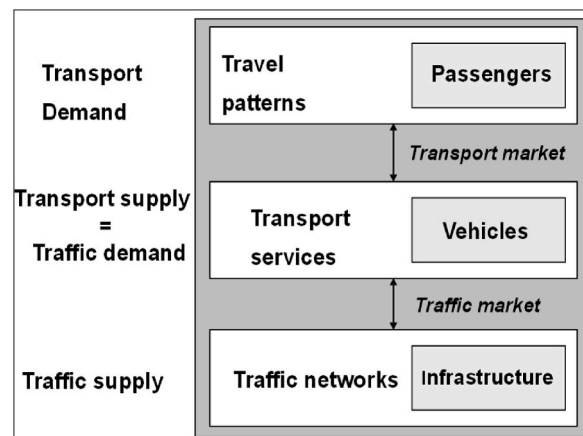 Transport
Demand
Travel
patterns
Passengers
Transport market
Transport supply
=
Traffic demand
Transport
services
Vehicles
Traffic market
Traffic supply
Traffic networks
Infrastructure